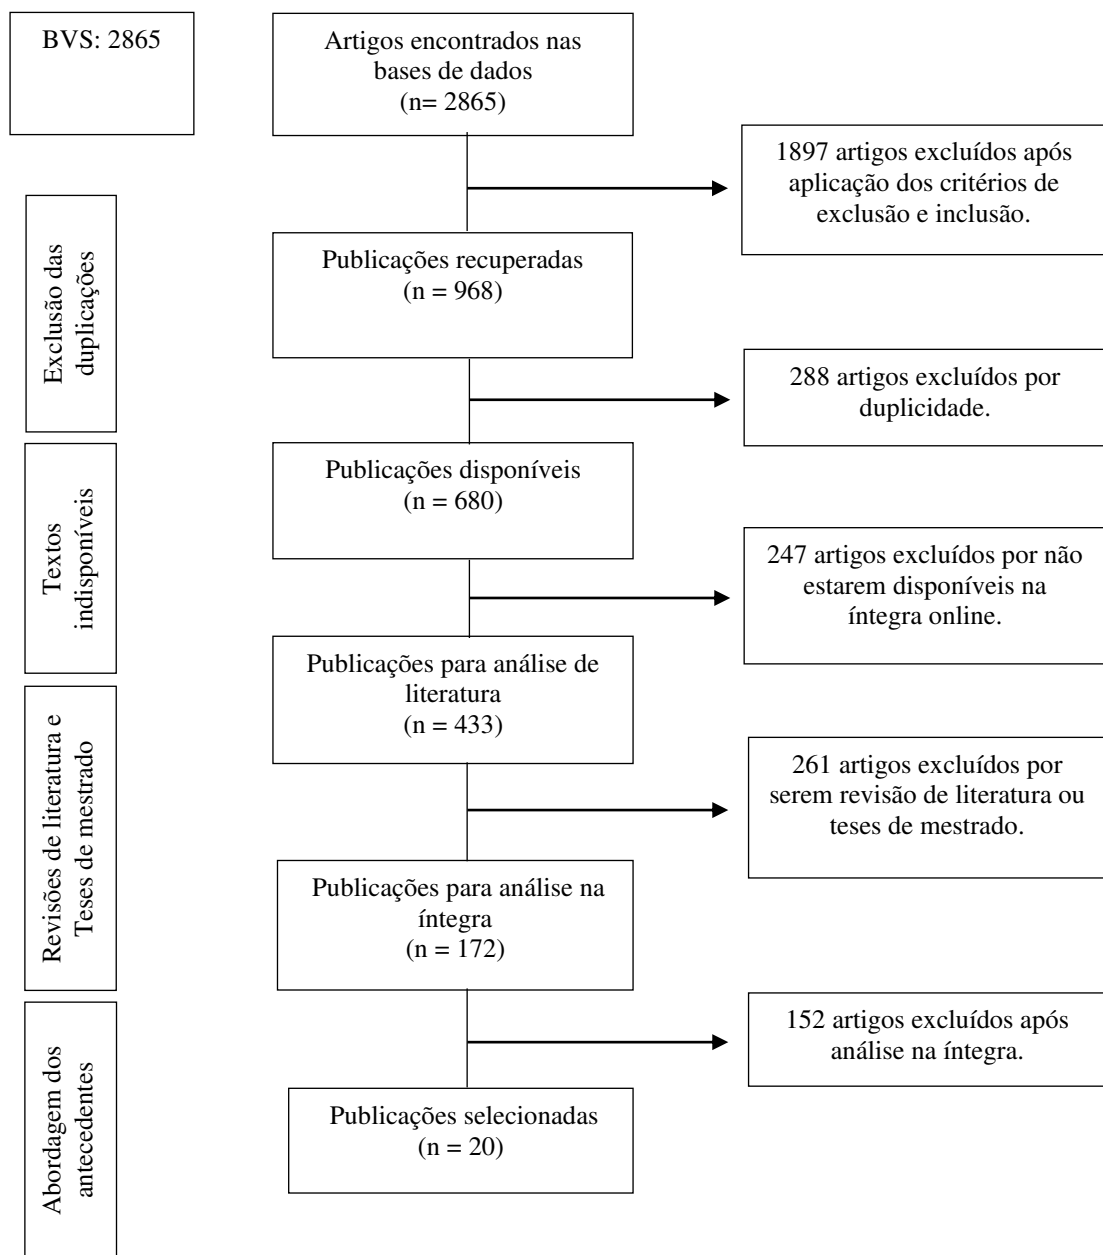 BVS: 2865
Artigos encontrados nas
bases de dados
(n= 2865)
1897 artigos excluídos após
aplicação dos critérios de
exclusão e inclusão.
Exclusão das
duplicações
Publicações recuperadas
(n = 968)
288 artigos excluídos por
duplicidade.
Textos
indisponíveis
Publicações disponíveis
(n = 680)
247 artigos excluídos por não
estarem disponíveis na
íntegra online.
Publicações para análise de
literatura
(n = 433)
Revisões de literatura e
Teses de mestrado
261 artigos excluídos por
serem revisão de literatura ou
teses de mestrado.
Publicações para análise na
íntegra
(n = 172)
152 artigos excluídos após
análise na íntegra.
Abordagem dos
antecedentes
Publicações selecionadas
(n = 20)